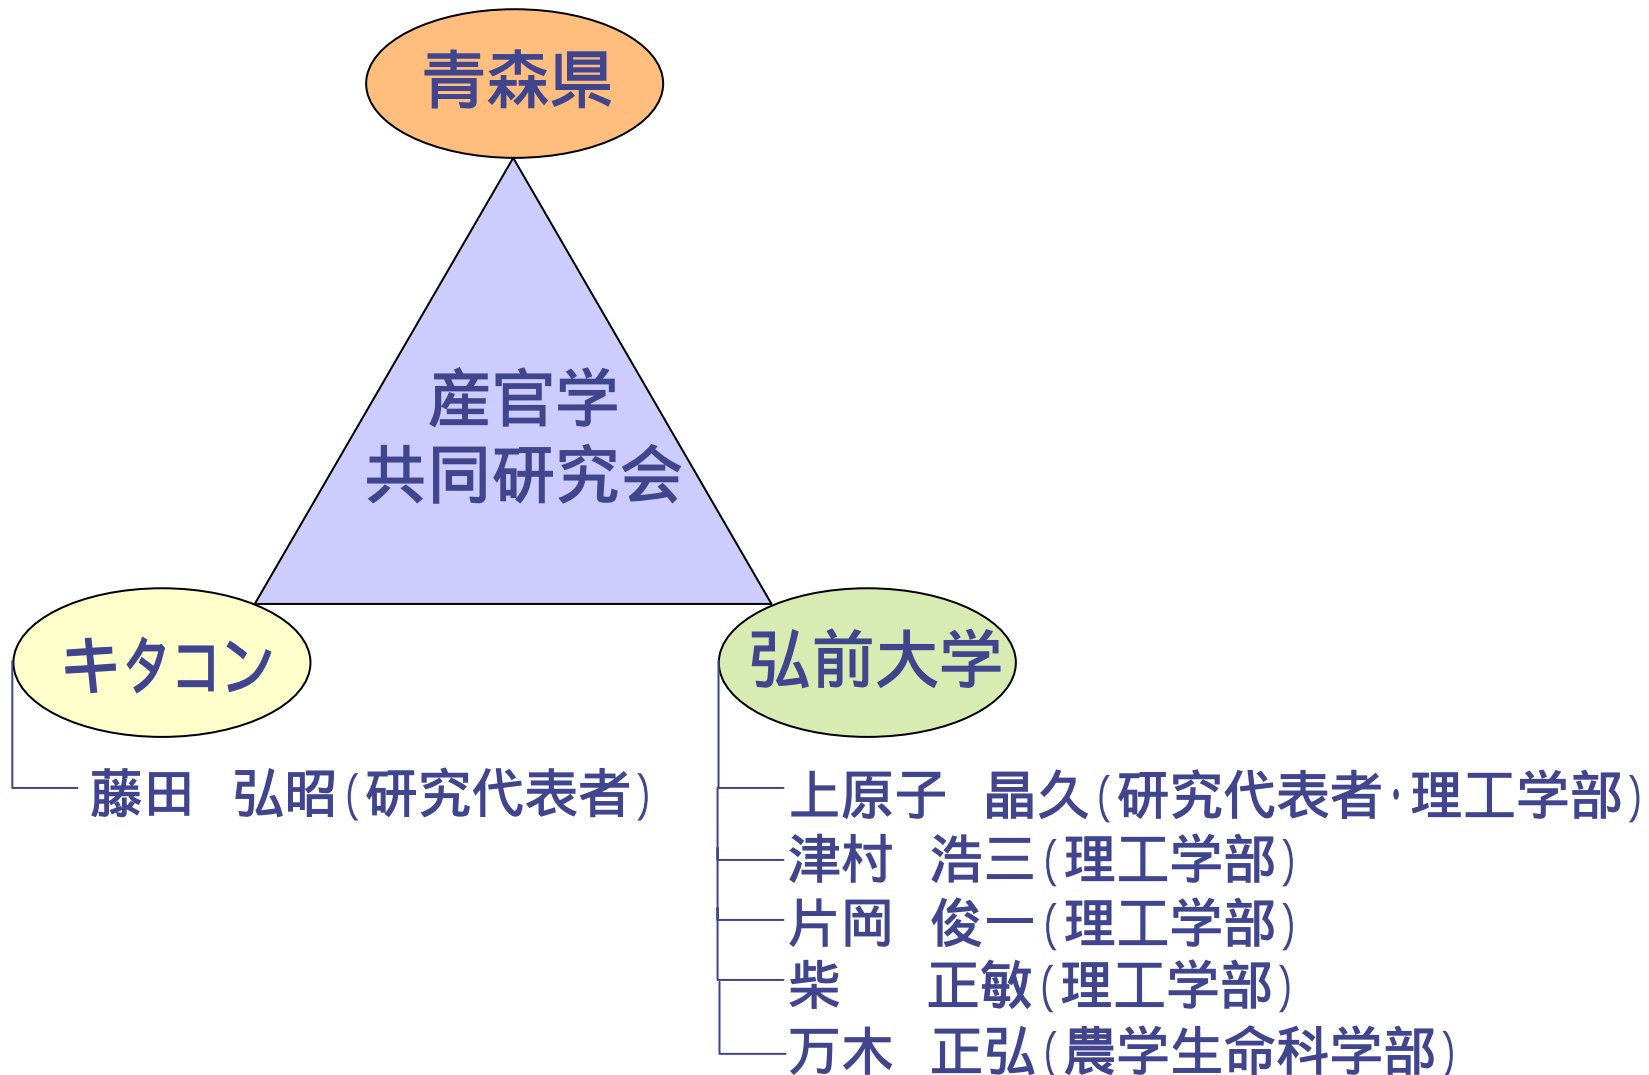 青森県
産官学
共同研究会
キタコン
弘前大学
藤田　弘昭(研究代表者)
上原子　晶久(研究代表者・理工学部)
津村　浩三(理工学部)
片岡　俊一(理工学部)
柴　　正敏(理工学部)
万木　正弘(農学生命科学部)